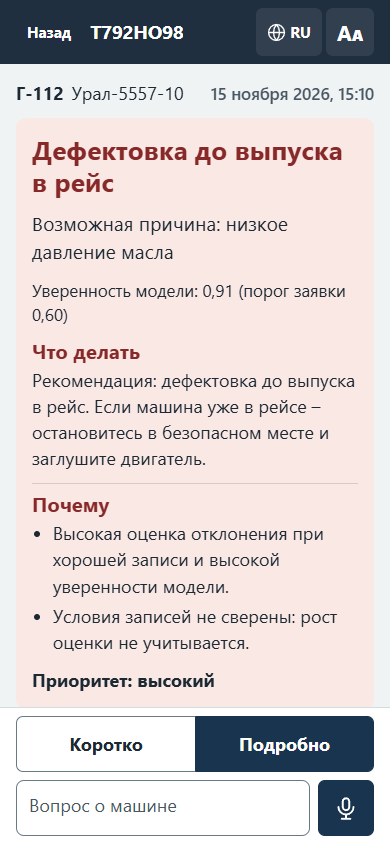 Назад T792HO98 RU Aa
Г-112 Урал-5557-10 15 ноября 2026, 15:10
Дефектовка до выпуска
в рейс
Возможная причина: низкое
давление масла
Уверенность модели: 0,91 (порог заявки
0,60)
Что делать
Рекомендация: дефектовка до выпуска
в рейс. Если машина уже в рейсе –
остановитесь в безопасном месте и
заглушите двигатель.
Почему
• Высокая оценка отклонения при
хорошей записи и высокой
уверенности модели.
• Условия записей не сверены: рост
оценки не учитывается.
Приоритет: высокий
Коротко Подробно
Вопрос о машине